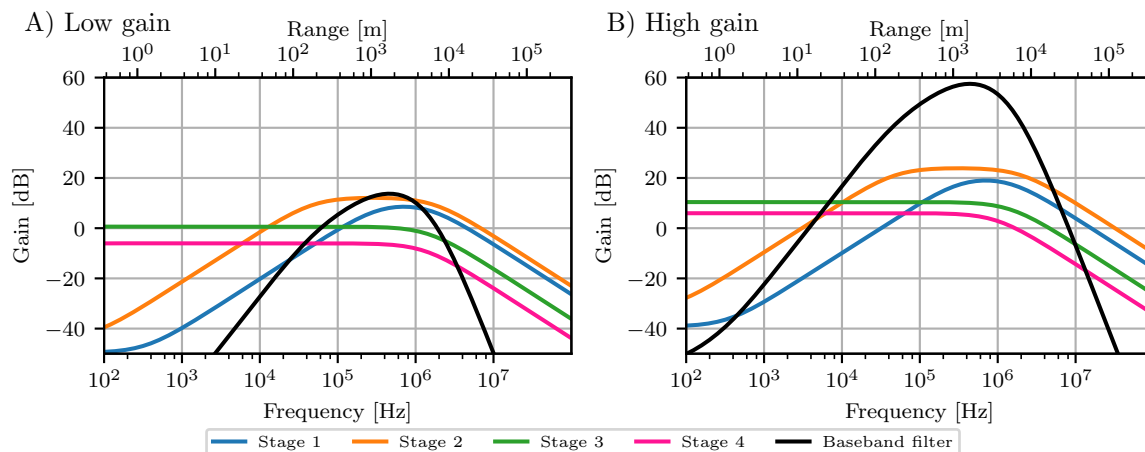 A) Low gain
Range [m]
10^0 10^1 10^2 10^3 10^4 10^5
60
40
20
0
−20
−40
Gain [dB]
10^2 10^3 10^4 10^5 10^6 10^7
Frequency [Hz]
B) High gain
Range [m]
10^0 10^1 10^2 10^3 10^4 10^5
60
40
20
0
−20
−40
Gain [dB]
10^2 10^3 10^4 10^5 10^6 10^7
Frequency [Hz]
Stage 1 Stage 2 Stage 3 Stage 4 Baseband filter